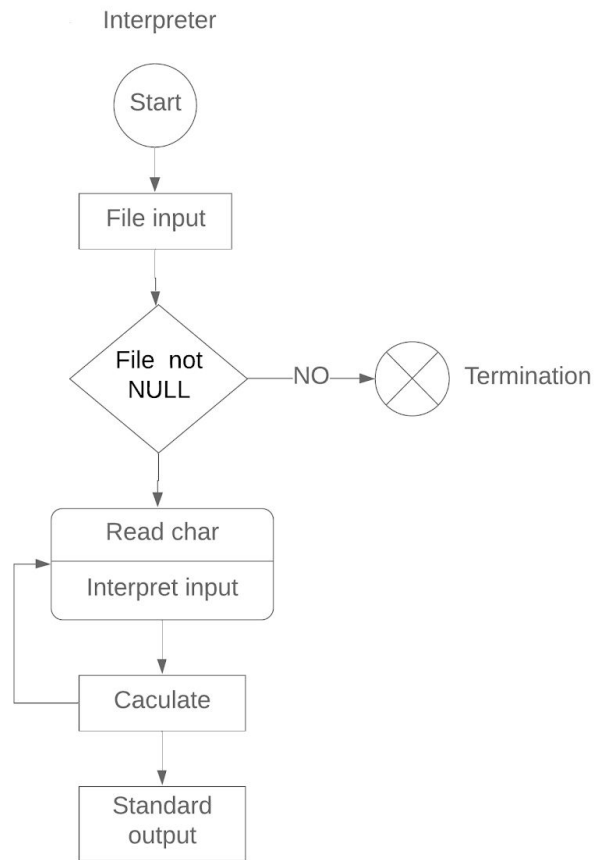 Interpreter
Start
File input
File not
NULL
NO
Termination
Read char
Interpret input
Caculate
Standard
output